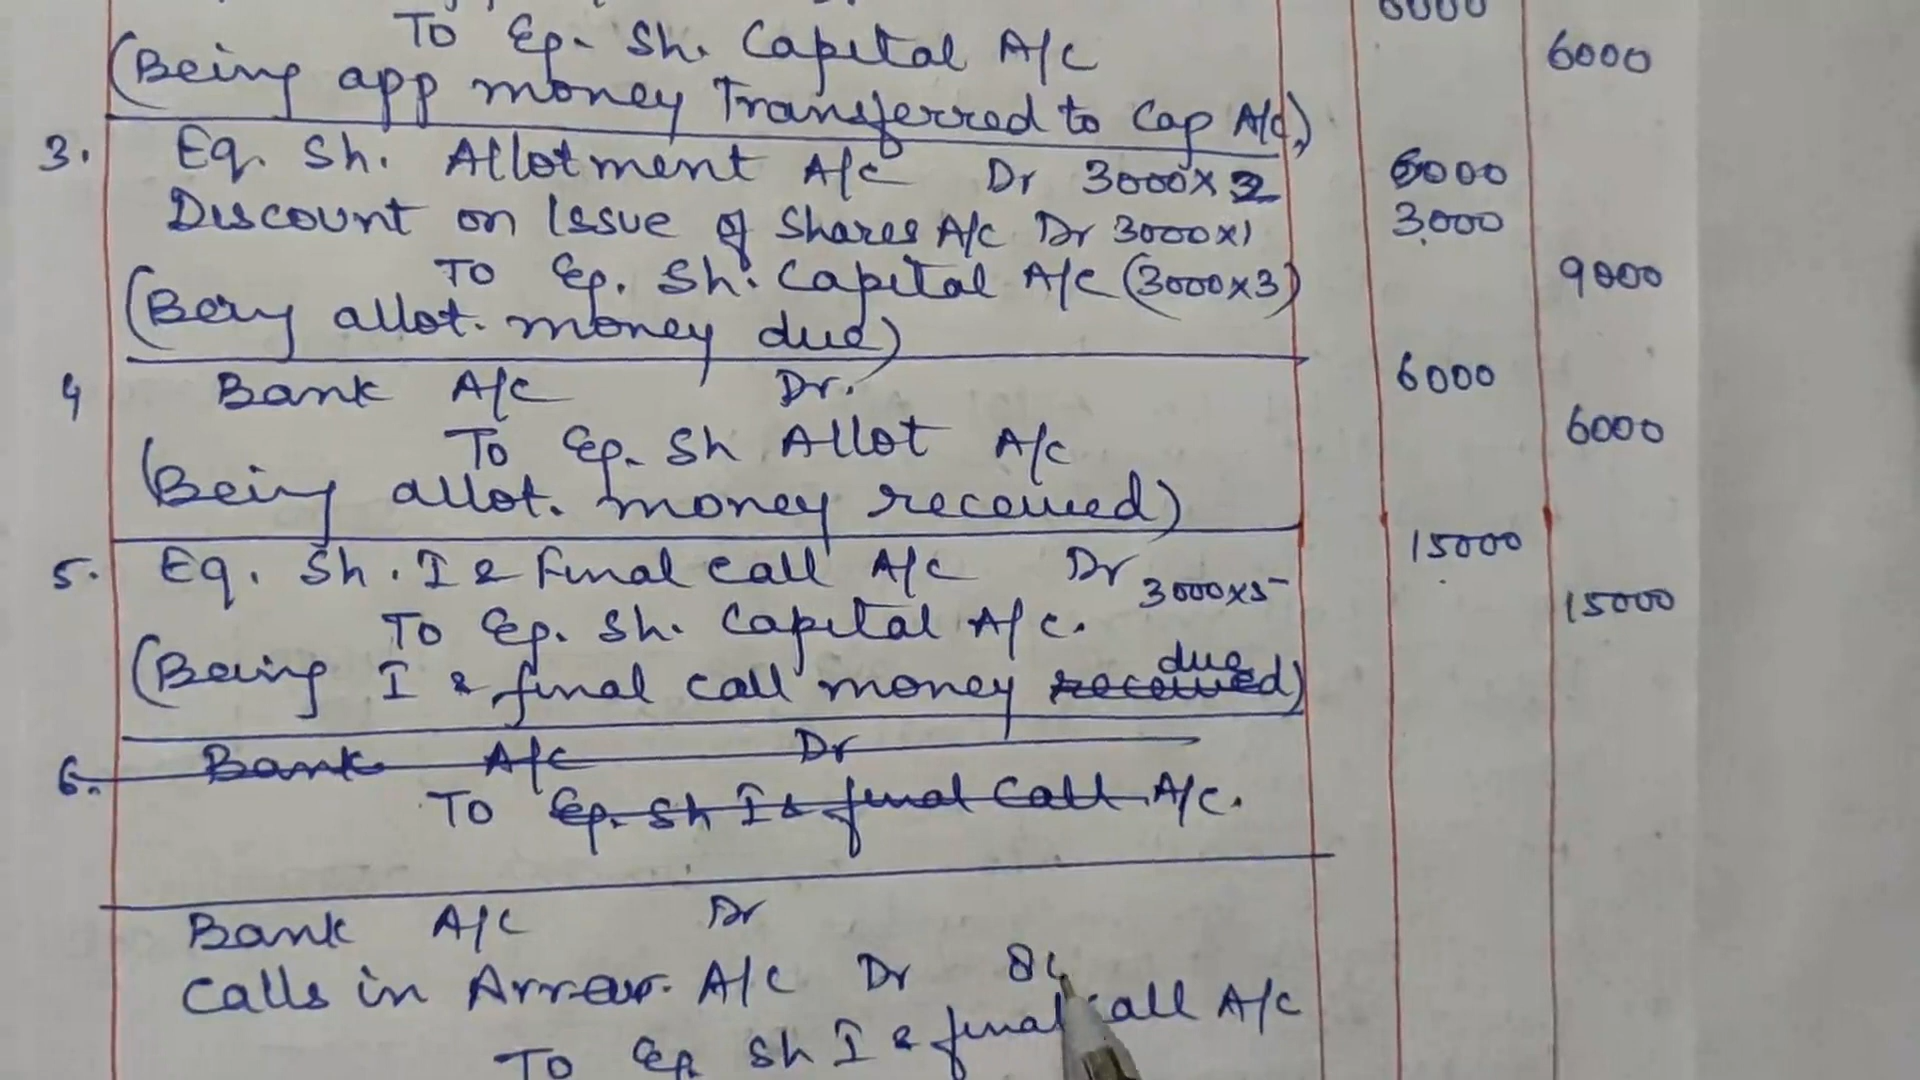 6000
To Eq. Sh. Capital A/c 6000
(Being app money Transferred to Cap A/c)
3. Eq. Sh. Allotment A/c Dr 3000x2 6000
Discount on Issue of Shares A/c Dr 3000x1 3000
To Eq. Sh. Capital A/c (3000x3) 9000
(Being allot. money due)
4 Bank A/c Dr. 6000
To Eq. Sh Allot A/c 6000
(Being allot. money received)
5. Eq. Sh. I & Final call A/c Dr 3000x5 15000
To Eq. Sh. Capital A/c. 15000
(Being I & final call money received due)
6. Bank A/c Dr
To Eq. Sh I & final Call A/c.
Bank A/c Dr
Calls in Arrear. A/c Dr
To Eq Sh I & final call A/c